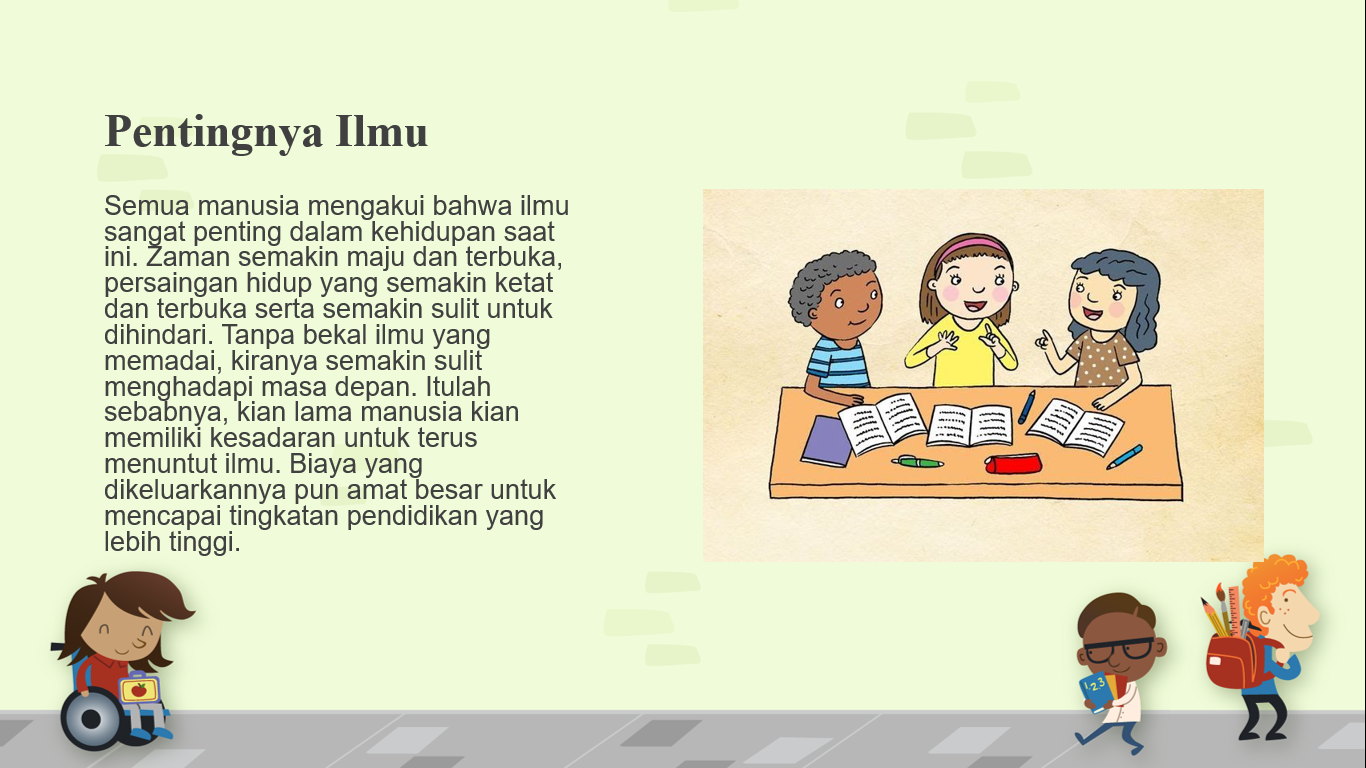 Pentingnya Ilmu
Semua manusia mengakui bahwa ilmu
sangat penting dalam kehidupan saat
ini. Zaman semakin maju dan terbuka,
persaingan hidup yang semakin ketat
dan terbuka serta semakin sulit untuk
dihindari. Tanpa bekal ilmu yang
memadai, kiranya semakin sulit
menghadapi masa depan. Itulah
sebabnya, kian lama manusia kian
memiliki kesadaran untuk terus
menuntut ilmu. Biaya yang
dikeluarkannya pun amat besar untuk
mencapai tingkatan pendidikan yang
lebih tinggi.
1,2,3